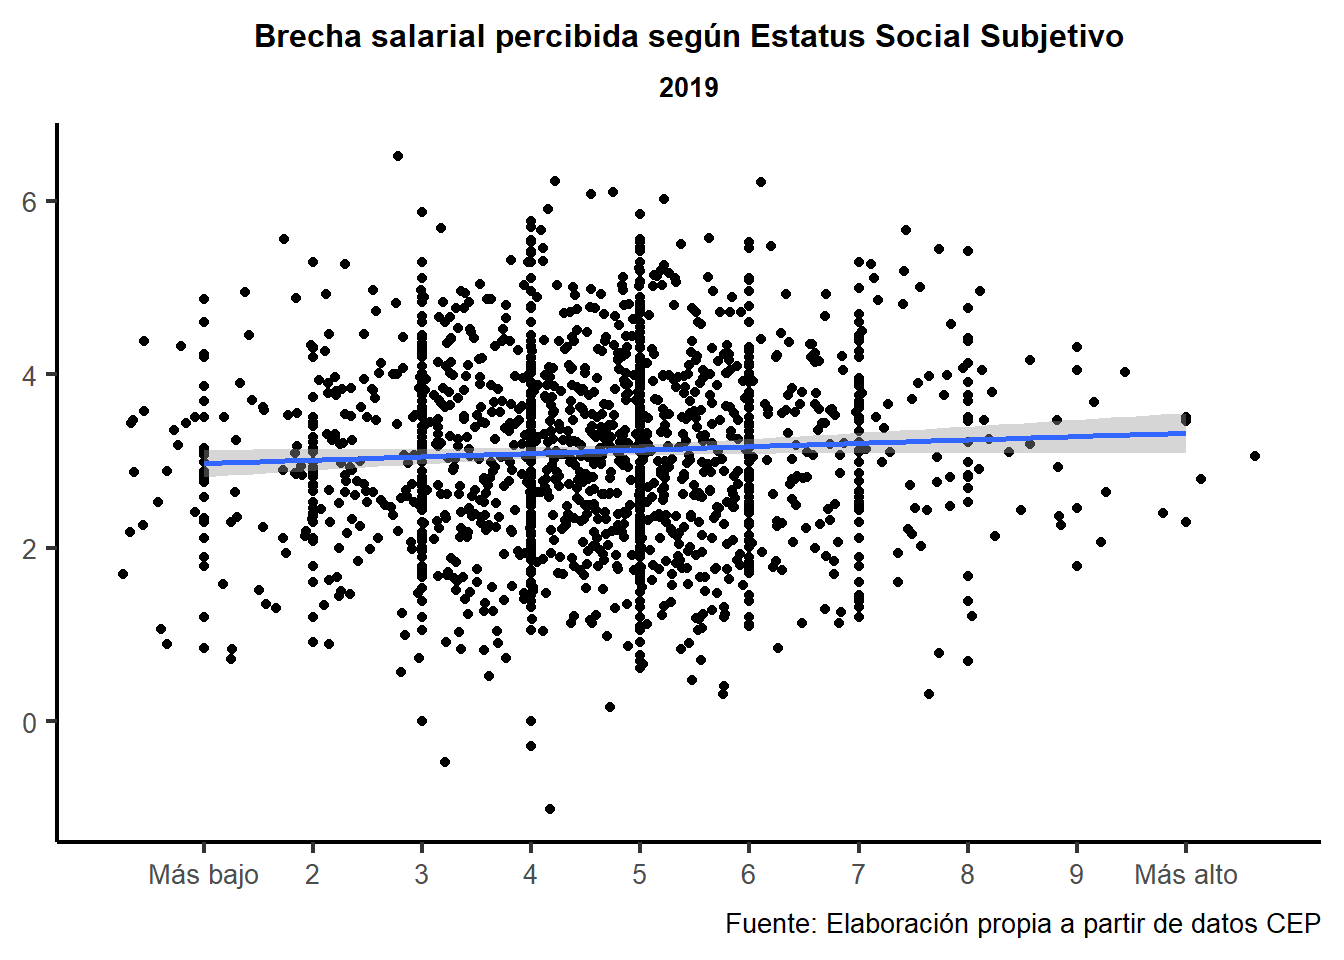 Brecha salarial percibida según Estatus Social Subjetivo
2019
6
4
2
0
Más bajo 2 3 4 5 6 7 8 9 Más alto
Fuente: Elaboración propia a partir de datos CEP